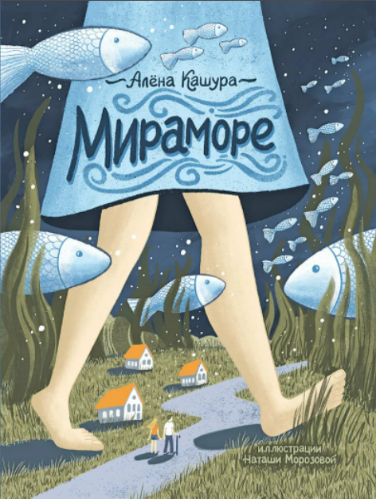 Алёна Кашура
Мираморе
иллюстрации
Наташи Морозовой